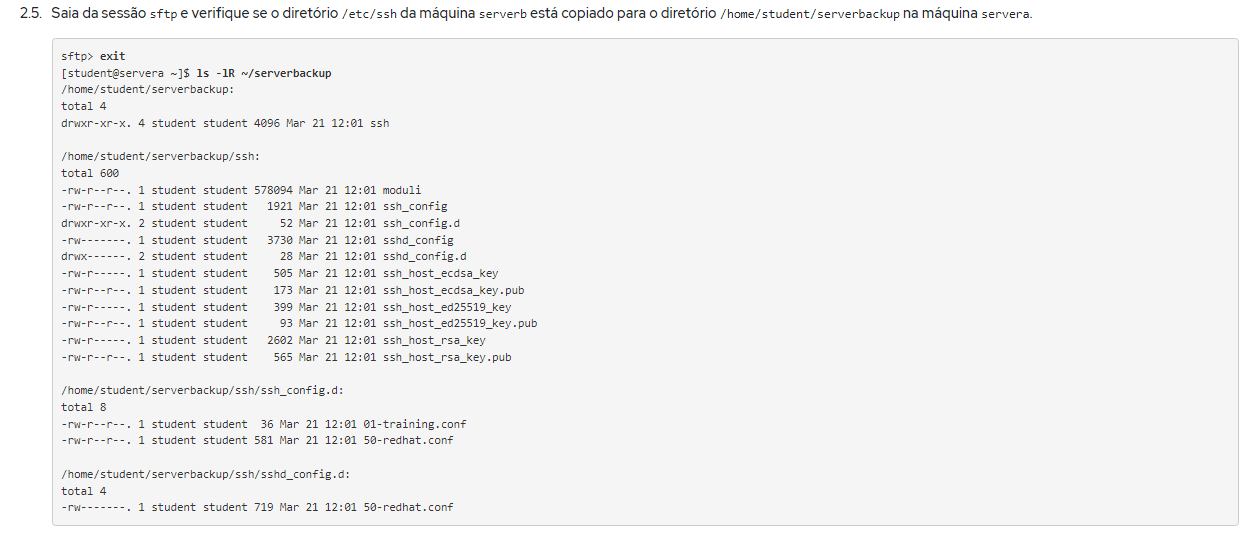 2.5. Saia da sessão sftp e verifique se o diretório /etc/ssh da máquina serverb está copiado para o diretório /home/student/serverbackup na máquina servera.
sftp> exit
[student@servera ~]$ ls -lR ~/serverbackup
/home/student/serverbackup:
total 4
drwxr-xr-x. 4 student student 4096 Mar 21 12:01 ssh

/home/student/serverbackup/ssh:
total 600
-rw-r--r--. 1 student student 578094 Mar 21 12:01 moduli
-rw-r--r--. 1 student student   1921 Mar 21 12:01 ssh_config
drwxr-xr-x. 2 student student     52 Mar 21 12:01 ssh_config.d
-rw-------. 1 student student   3730 Mar 21 12:01 sshd_config
drwx------. 2 student student     28 Mar 21 12:01 sshd_config.d
-rw-r-----. 1 student student    505 Mar 21 12:01 ssh_host_ecdsa_key
-rw-r--r--. 1 student student    173 Mar 21 12:01 ssh_host_ecdsa_key.pub
-rw-r-----. 1 student student    399 Mar 21 12:01 ssh_host_ed25519_key
-rw-r--r--. 1 student student     93 Mar 21 12:01 ssh_host_ed25519_key.pub
-rw-r-----. 1 student student   2602 Mar 21 12:01 ssh_host_rsa_key
-rw-r--r--. 1 student student    565 Mar 21 12:01 ssh_host_rsa_key.pub

/home/student/serverbackup/ssh/ssh_config.d:
total 8
-rw-r--r--. 1 student student  36 Mar 21 12:01 01-training.conf
-rw-r--r--. 1 student student 581 Mar 21 12:01 50-redhat.conf

/home/student/serverbackup/ssh/sshd_config.d:
total 4
-rw-------. 1 student student 719 Mar 21 12:01 50-redhat.conf